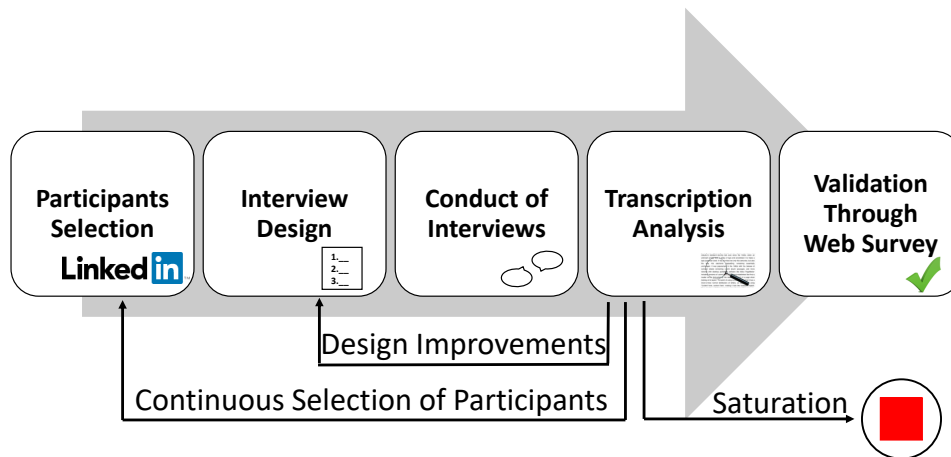 Participants
Selection
Linked in
Interview
Design
1.__
2.__
3.__
Conduct of
Interviews
Transcription
Analysis
Validation
Through
Web Survey
Design Improvements
Continuous Selection of Participants
Saturation